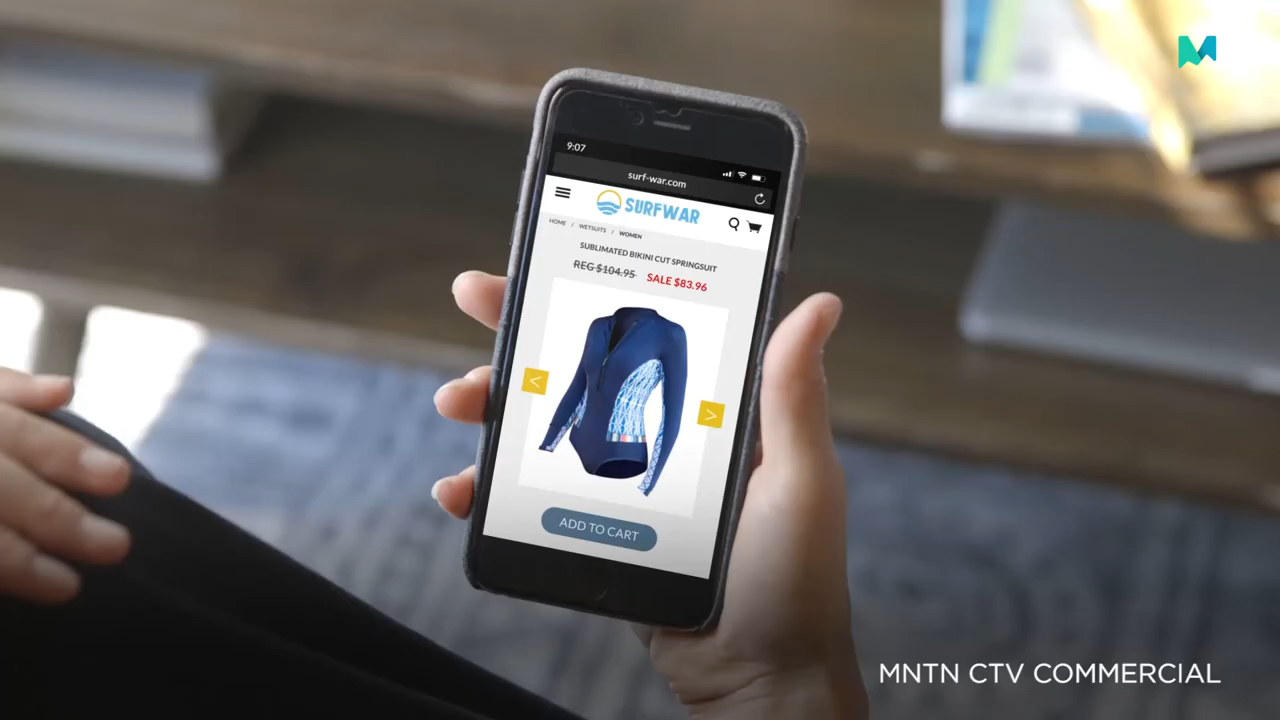 9:07
surf-war.com
SURFWAR
HOME / WETSUITS / WOMEN
SUBLIMATED BIKINI CUT SPRINGSUIT
REG $104.95 SALE $83.96
< >
ADD TO CART
MNTN CTV COMMERCIAL